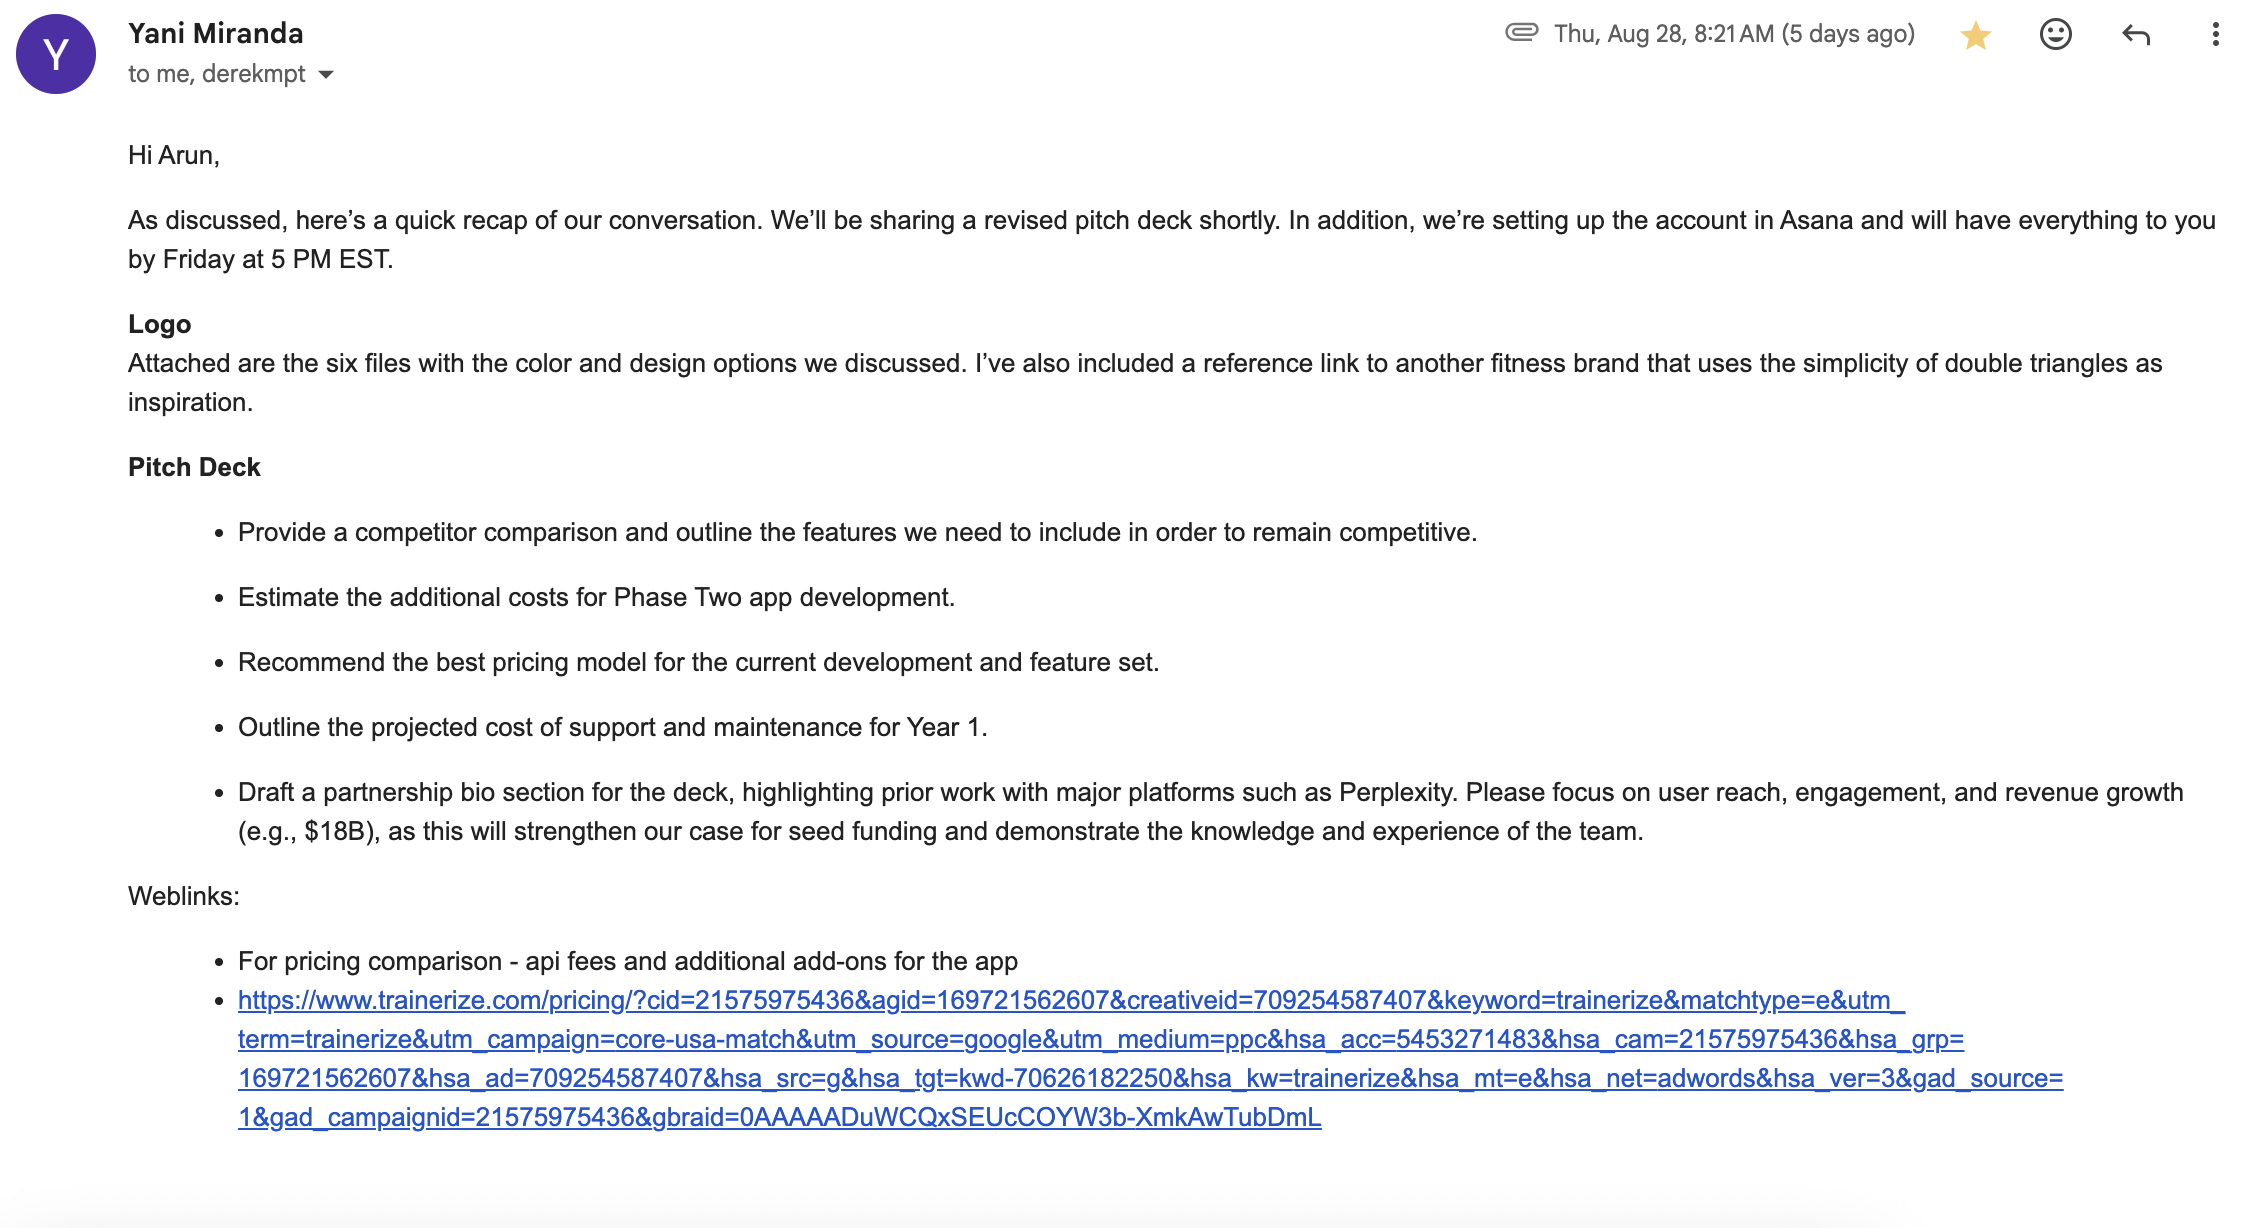 Y
Yani Miranda
Thu, Aug 28, 8:21 AM (5 days ago)
to me, derekmpt
Hi Arun,
As discussed, here’s a quick recap of our conversation. We’ll be sharing a revised pitch deck shortly. In addition, we’re setting up the account in Asana and will have everything to you
by Friday at 5 PM EST.
Logo
Attached are the six files with the color and design options we discussed. I’ve also included a reference link to another fitness brand that uses the simplicity of double triangles as
inspiration.
Pitch Deck
• Provide a competitor comparison and outline the features we need to include in order to remain competitive.
• Estimate the additional costs for Phase Two app development.
• Recommend the best pricing model for the current development and feature set.
• Outline the projected cost of support and maintenance for Year 1.
• Draft a partnership bio section for the deck, highlighting prior work with major platforms such as Perplexity. Please focus on user reach, engagement, and revenue growth
(e.g., $18B), as this will strengthen our case for seed funding and demonstrate the knowledge and experience of the team.
Weblinks:
• For pricing comparison - api fees and additional add-ons for the app
• https://www.trainerize.com/pricing/?cid=21575975436&agid=169721562607&creativeid=709254587407&keyword=trainerize&matchtype=e&utm_
term=trainerize&utm_campaign=core-usa-match&utm_source=google&utm_medium=ppc&hsa_acc=5453271483&hsa_cam=21575975436&hsa_grp=
169721562607&hsa_ad=709254587407&hsa_src=g&hsa_tgt=kwd-70626182250&hsa_kw=trainerize&hsa_mt=e&hsa_net=adwords&hsa_ver=3&gad_source=
1&gad_campaignid=21575975436&gbraid=0AAAAADuWCQxSEUcCOYW3b-XmkAwTubDmL